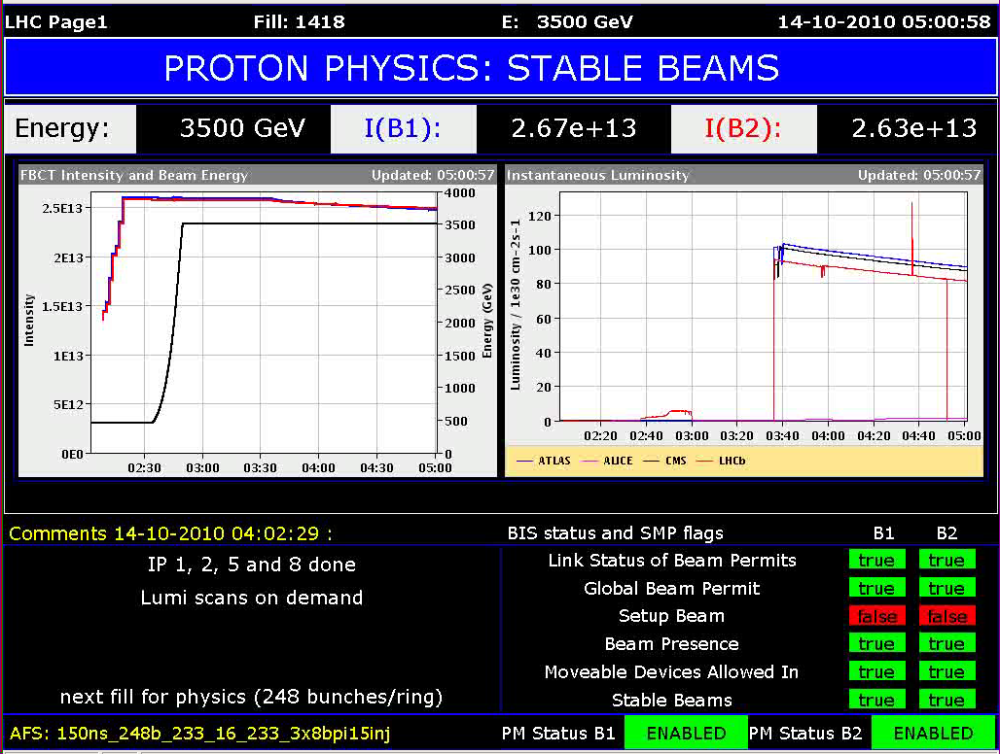 LHC Page1 Fill: 1418 E: 3500 GeV 14-10-2010 05:00:58
PROTON PHYSICS: STABLE BEAMS
Energy: 3500 GeV I(B1): 2.67e+13 I(B2): 2.63e+13
FBCT Intensity and Beam Energy Updated: 05:00:57
Intensity
2.5E13
2E13
1.5E13
1E13
5E12
0E0
4000
3500
3000
2500
2000
1500
1000
500
0
Energy (GeV)
02:30 03:00 03:30 04:00 04:30 05:00
Instantaneous Luminosity Updated: 05:00:57
Luminosity / 1e30 cm-2s-1
120
100
80
60
40
20
0
02:20 02:40 03:00 03:20 03:40 04:00 04:20 04:40 05:00
ATLAS ALICE CMS LHCb
Comments 14-10-2010 04:02:29 :
IP 1, 2, 5 and 8 done
Lumi scans on demand
next fill for physics (248 bunches/ring)
BIS status and SMP flags B1 B2
Link Status of Beam Permits true true
Global Beam Permit true true
Setup Beam false false
Beam Presence true true
Moveable Devices Allowed In true true
Stable Beams true true
AFS: 150ns_248b_233_16_233_3x8bpi15inj PM Status B1 ENABLED PM Status B2 ENABLED